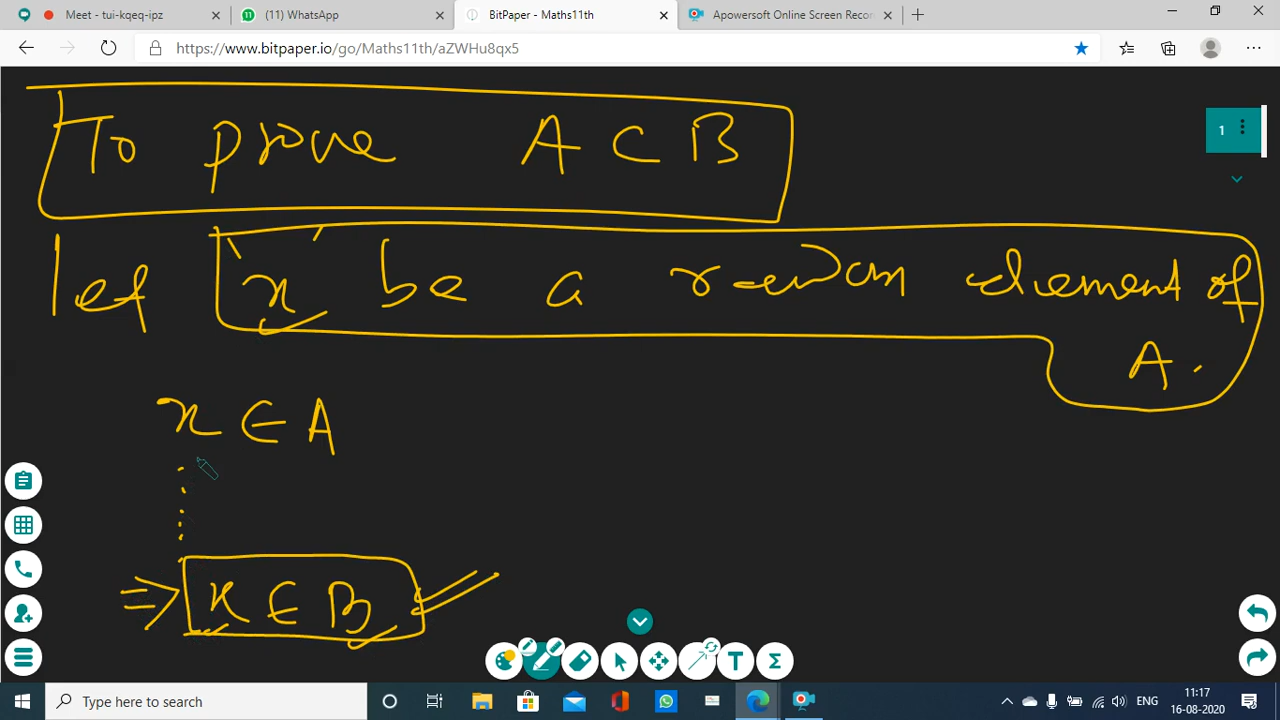 Meet - tui-kqeq-ipz
(11) WhatsApp
BitPaper - Maths11th
Apowersoft Online Screen Recor
https://www.bitpaper.io/go/Maths11th/aZWHu8qx5
1
To prove A ⊂ B
let x be a random element of
A.
x ∈ A
⇒ x ∈ B
T Σ
Type here to search
ENG
11:17
16-08-2020